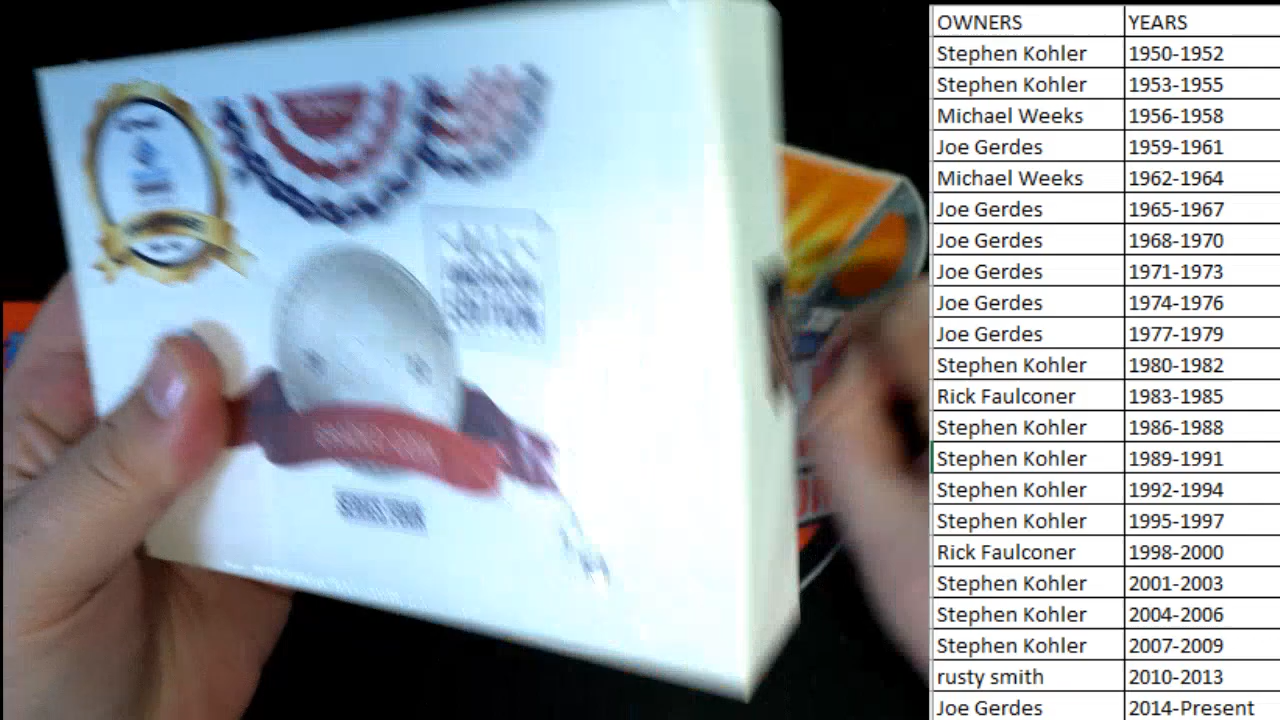 OWNERS YEARS
Stephen Kohler 1950-1952
Stephen Kohler 1953-1955
Michael Weeks 1956-1958
Joe Gerdes 1959-1961
Michael Weeks 1962-1964
Joe Gerdes 1965-1967
Joe Gerdes 1968-1970
Joe Gerdes 1971-1973
Joe Gerdes 1974-1976
Joe Gerdes 1977-1979
Stephen Kohler 1980-1982
Rick Faulconer 1983-1985
Stephen Kohler 1986-1988
Stephen Kohler 1989-1991
Stephen Kohler 1992-1994
Stephen Kohler 1995-1997
Rick Faulconer 1998-2000
Stephen Kohler 2001-2003
Stephen Kohler 2004-2006
Stephen Kohler 2007-2009
rusty smith 2010-2013
Joe Gerdes 2014-Present